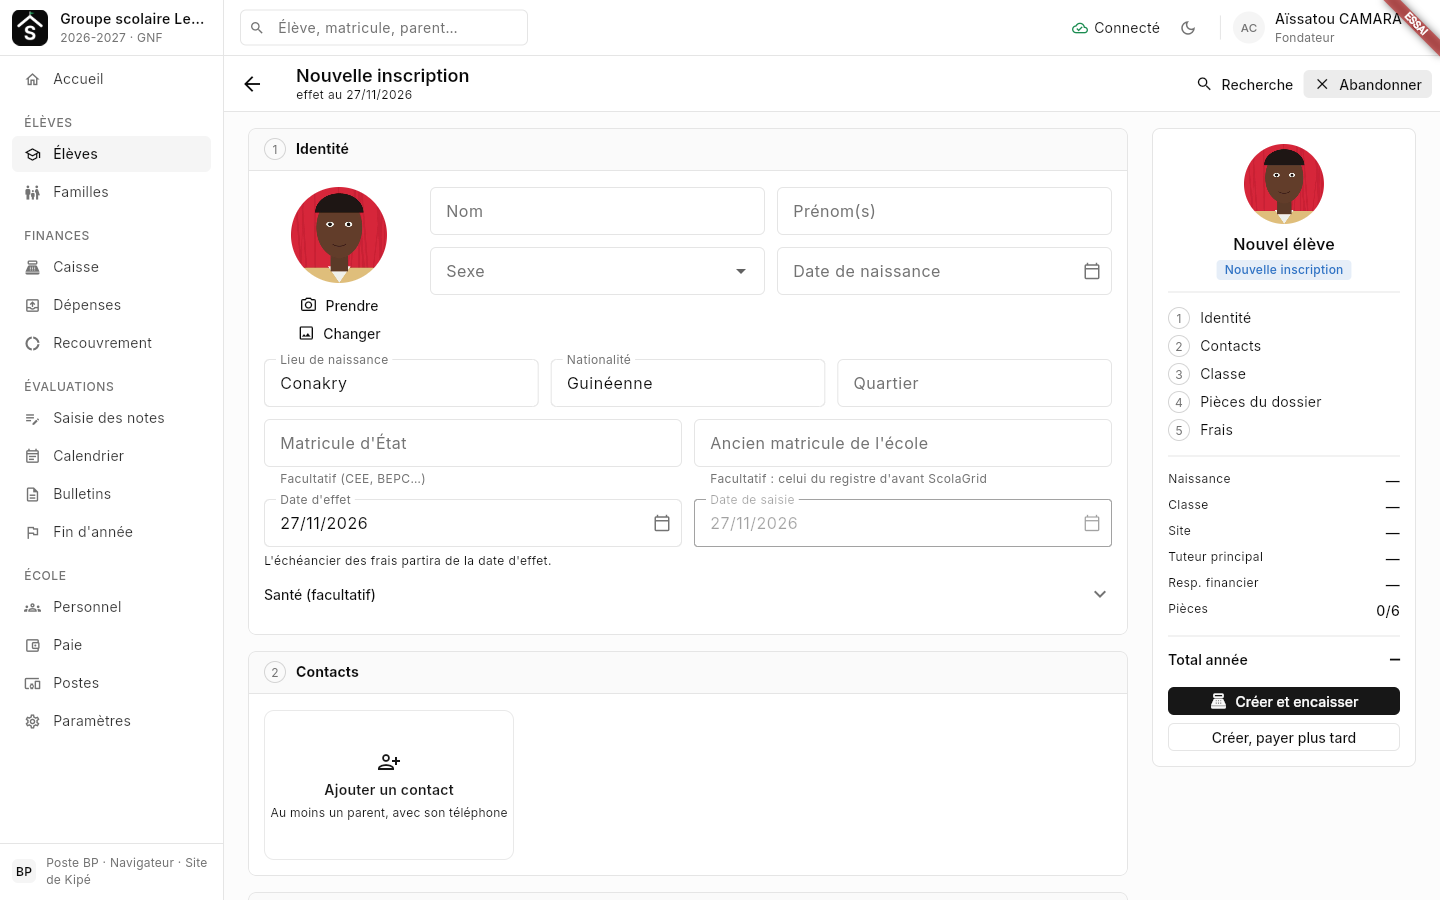 Groupe scolaire Le...
2026-2027 · GNF
Élève, matricule, parent...
Connecté
AC
Aïssatou CAMARA
Fondateur
ESSAI
Accueil
ÉLÈVES
Élèves
Familles
FINANCES
Caisse
Dépenses
Recouvrement
ÉVALUATIONS
Saisie des notes
Calendrier
Bulletins
Fin d'année
ÉCOLE
Personnel
Paie
Postes
Paramètres
BP
Poste BP · Navigateur · Site
de Kipé
Nouvelle inscription
effet au 27/11/2026
Recherche
Abandonner
1 Identité
Prendre
Changer
Nom
Prénom(s)
Sexe
Date de naissance
Lieu de naissance
Conakry
Nationalité
Guinéenne
Quartier
Matricule d'État
Facultatif (CEE, BEPC...)
Ancien matricule de l'école
Facultatif : celui du registre d'avant ScolaGrid
Date d'effet
27/11/2026
Date de saisie
27/11/2026
L'échéancier des frais partira de la date d'effet.
Santé (facultatif)
2 Contacts
Ajouter un contact
Au moins un parent, avec son téléphone
Nouvel élève
Nouvelle inscription
1 Identité
2 Contacts
3 Classe
4 Pièces du dossier
5 Frais
Naissance —
Classe —
Site —
Tuteur principal —
Resp. financier —
Pièces 0/6
Total année –
Créer et encaisser
Créer, payer plus tard